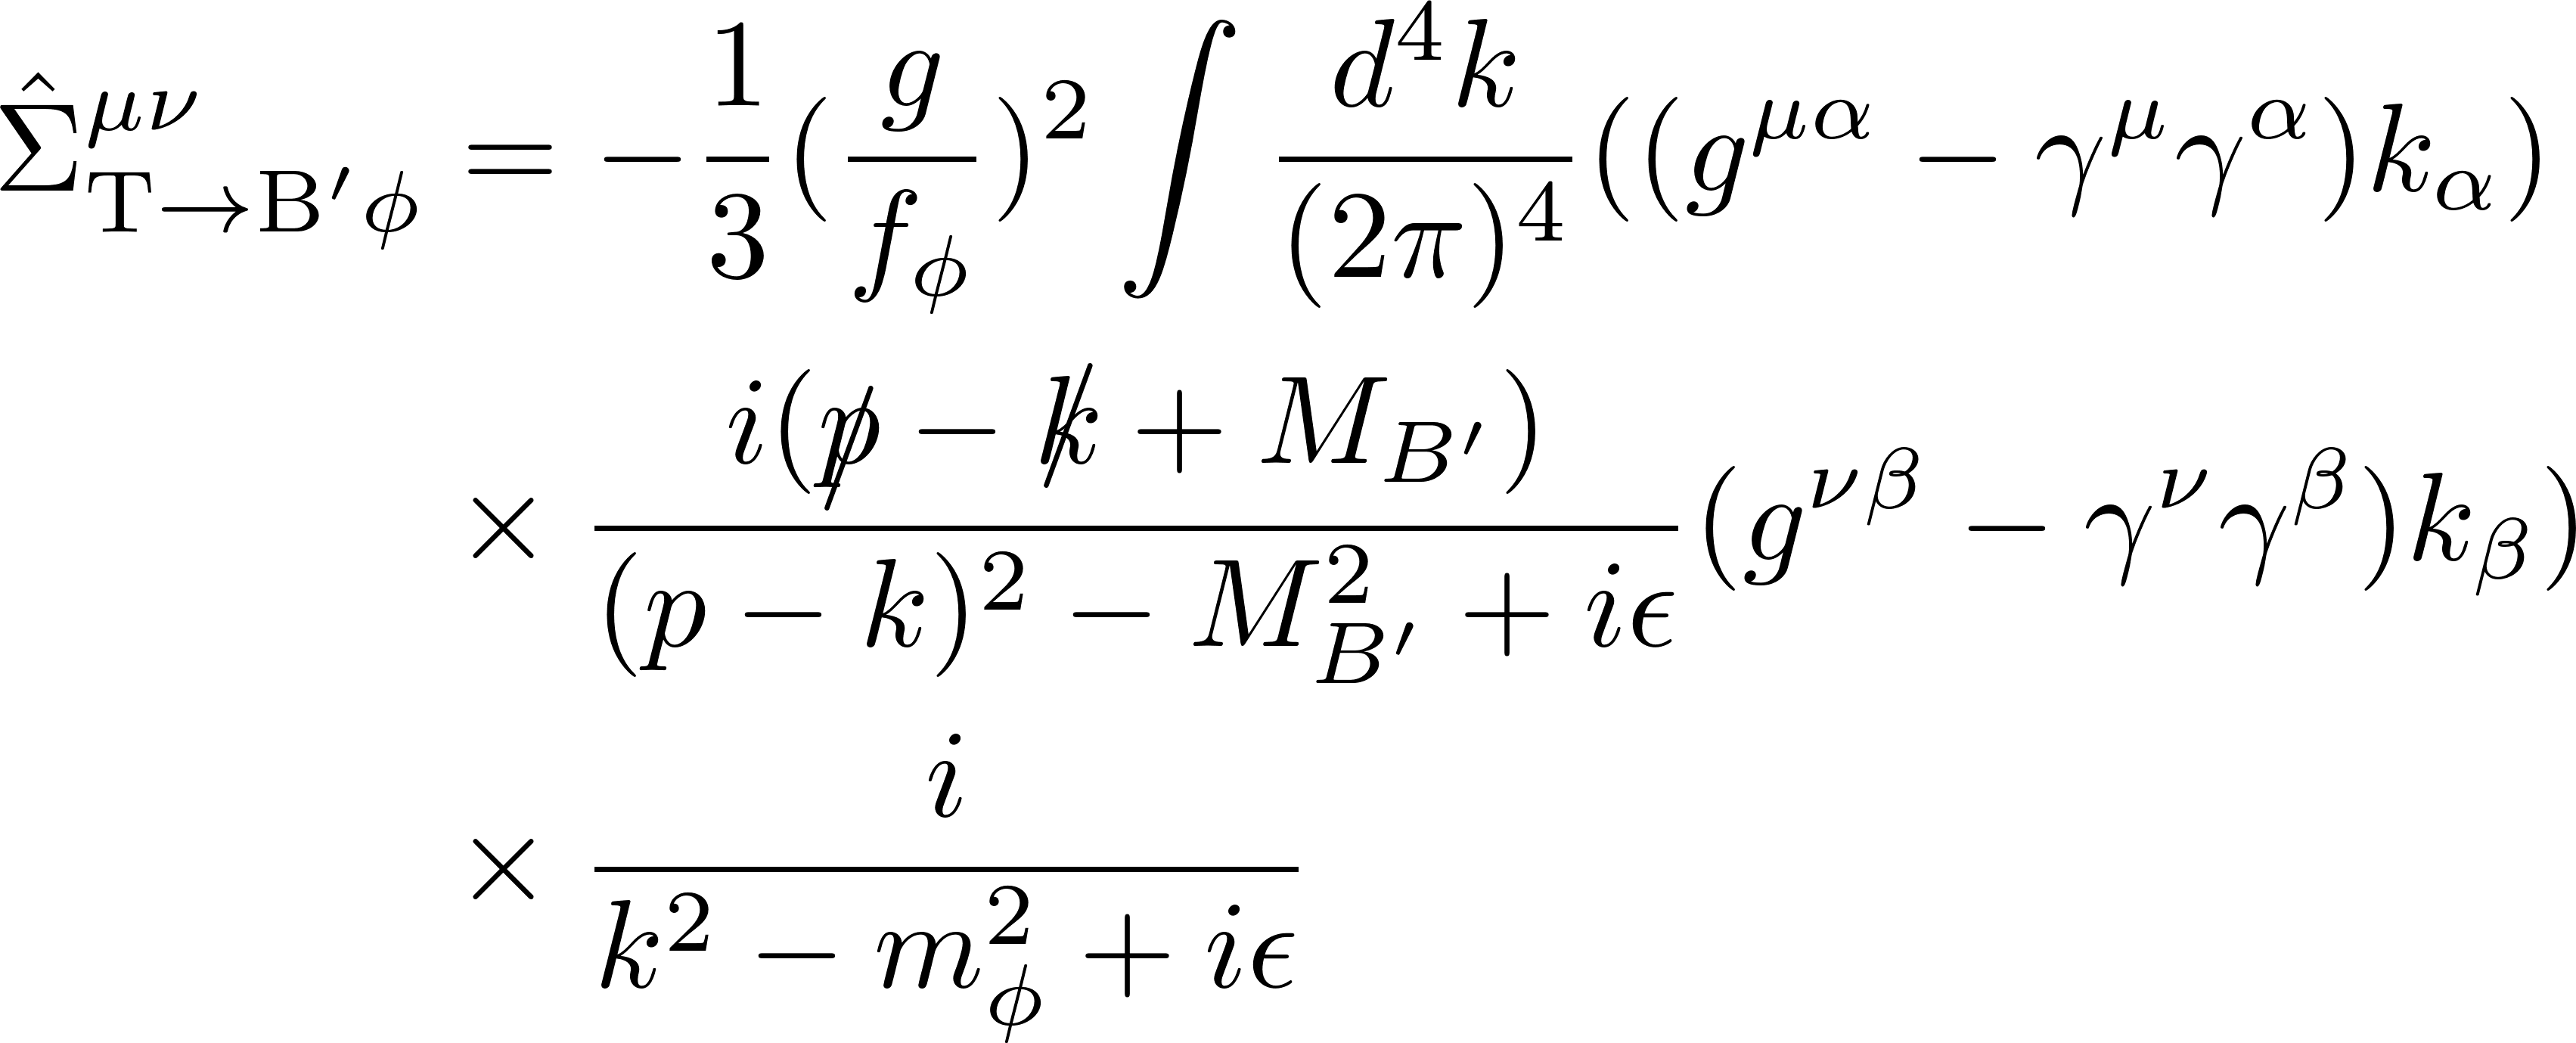 \hat{\Sigma}^{\mu\nu}_{\mathrm{T}\to\mathrm{B}'\phi} = -\frac{1}{3}(\frac{g}{f_\phi})^2 \int \frac{d^4k}{(2\pi)^4} ((g^{\mu\alpha} - \gamma^\mu\gamma^\alpha)k_\alpha)
\times \frac{i(\not{p} - \not{k} + M_{B'})}{(p-k)^2 - M_{B'}^2 + i\epsilon} (g^{\nu\beta} - \gamma^\nu\gamma^\beta)k_\beta)
\times \frac{i}{k^2 - m_\phi^2 + i\epsilon}